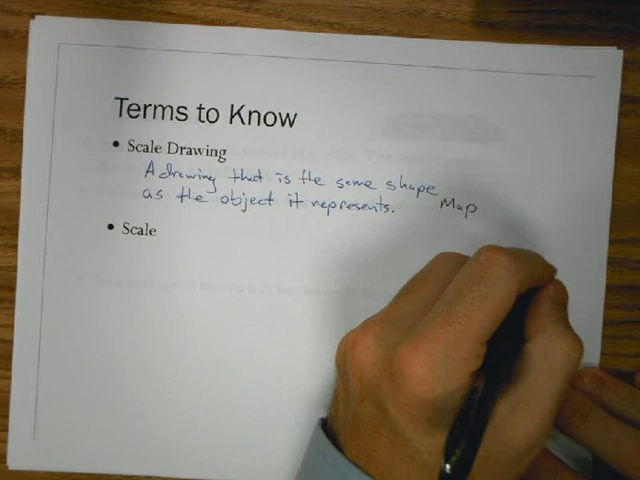 Terms to Know
• Scale Drawing
A drawing that is the same shape
as the object it represents. Map
• Scale